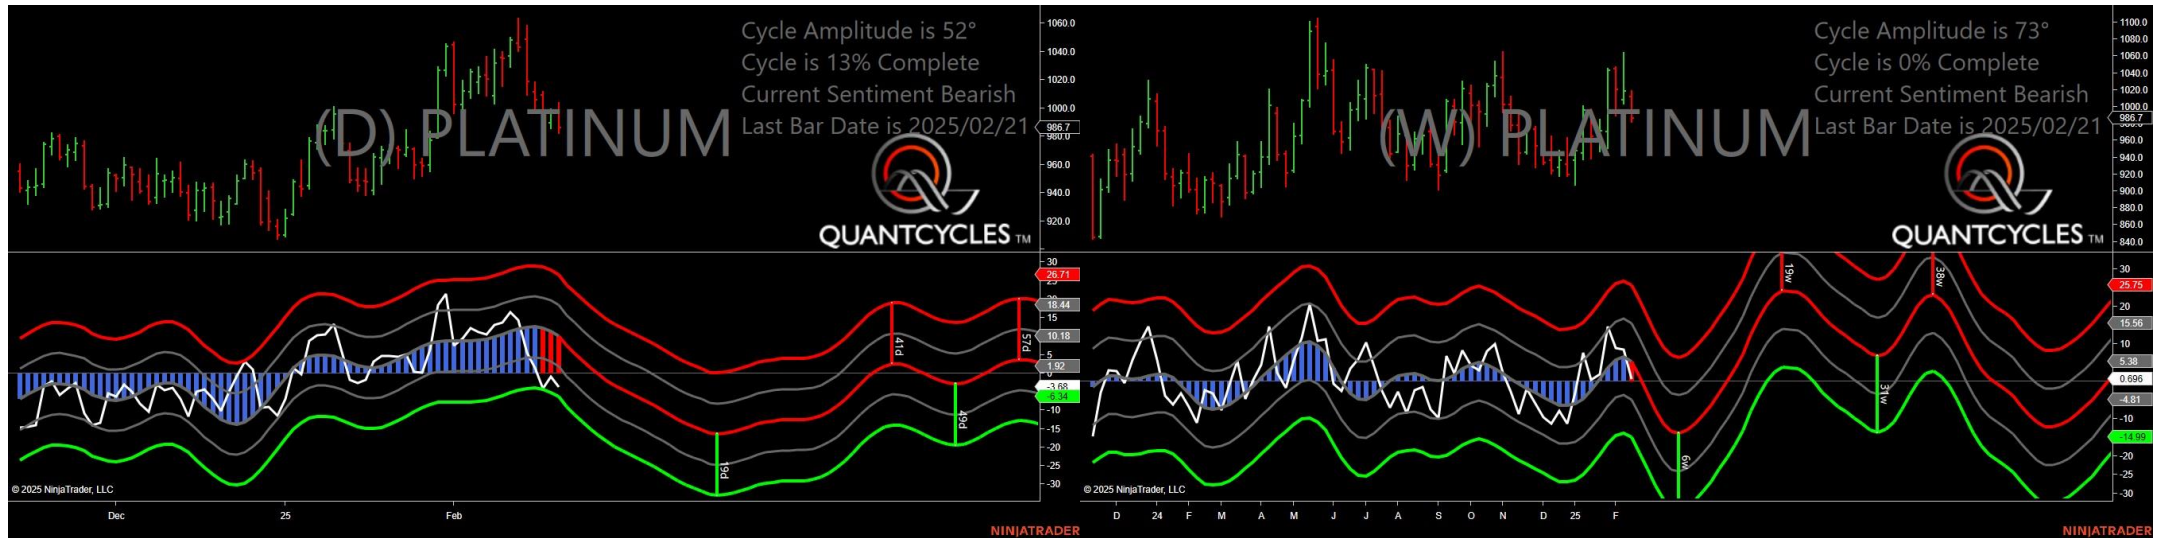 Cycle Amplitude is 52°
Cycle is 13% Complete
Current Sentiment Bearish
Last Bar Date is 2025/02/21
(D) PLATINUM
QUANTCYCLES TM
1060.0
1040.0
1020.0
1000.0
986.7
980.0
960.0
940.0
920.0
30
26.71
25
18.44
15
10.18
5
1.92
0
-3.68
-6.34
-10
-15
-20
-25
-30
19d
41d
49d
57d
© 2025 NinjaTrader, LLC
Dec 25 Feb
NINJATRADER
Cycle Amplitude is 73°
Cycle is 0% Complete
Current Sentiment Bearish
Last Bar Date is 2025/02/21
(W) PLATINUM
QUANTCYCLES TM
1100.0
1080.0
1060.0
1040.0
1020.0
1000.0
986.7
960.0
940.0
920.0
900.0
880.0
860.0
840.0
30
25.75
20
15.56
10
5.38
0.696
-4.81
-10
-14.99
-20
-25
-30
6w
19w
31w
38w
© 2025 NinjaTrader, LLC
D 24 F M A M J J A S O N D 25 F
NINJATRADER